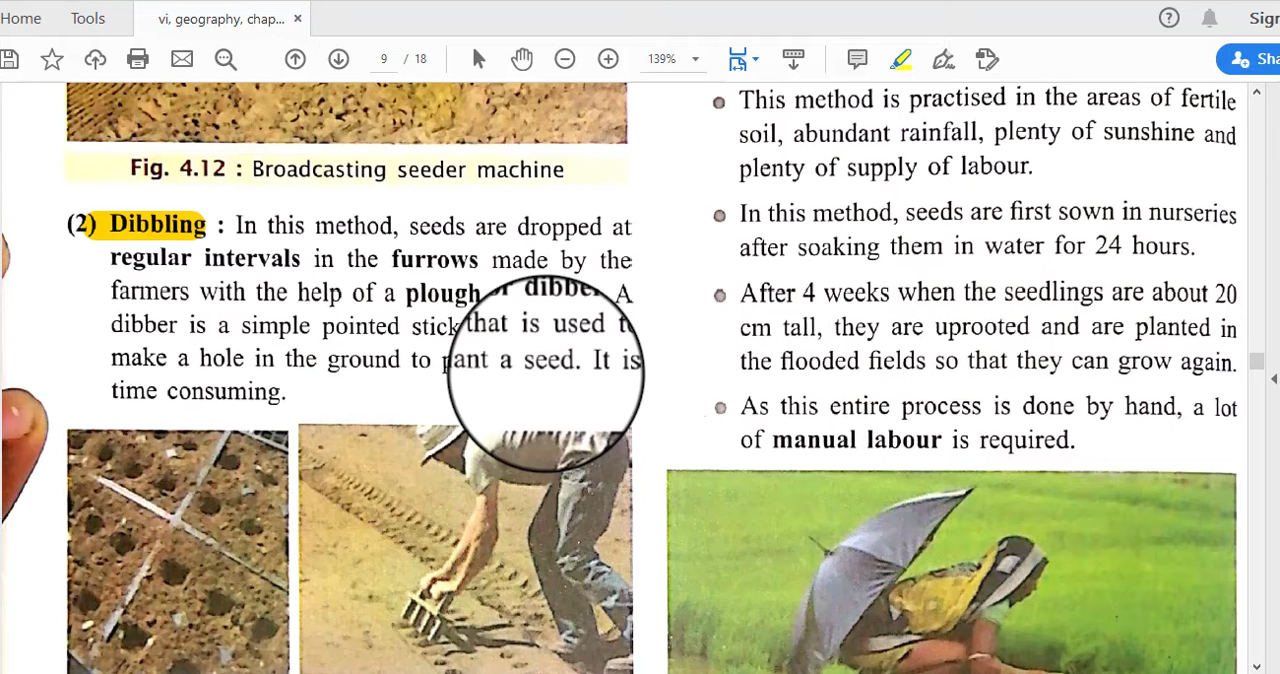 Home
Tools
vi, geography, chap...
×
Sign
9 / 18
139%
Sha
Fig. 4.12 : Broadcasting seeder machine
(2) Dibbling : In this method, seeds are dropped at
regular intervals in the furrows made by the
farmers with the help of a plough or dibber A
dibber is a simple pointed stick that is used t
make a hole in the ground to pant a seed. It is
time consuming.
This method is practised in the areas of fertile
soil, abundant rainfall, plenty of sunshine and
plenty of supply of labour.
In this method, seeds are first sown in nurseries
after soaking them in water for 24 hours.
After 4 weeks when the seedlings are about 20
cm tall, they are uprooted and are planted in
the flooded fields so that they can grow again.
As this entire process is done by hand, a lot
of manual labour is required.